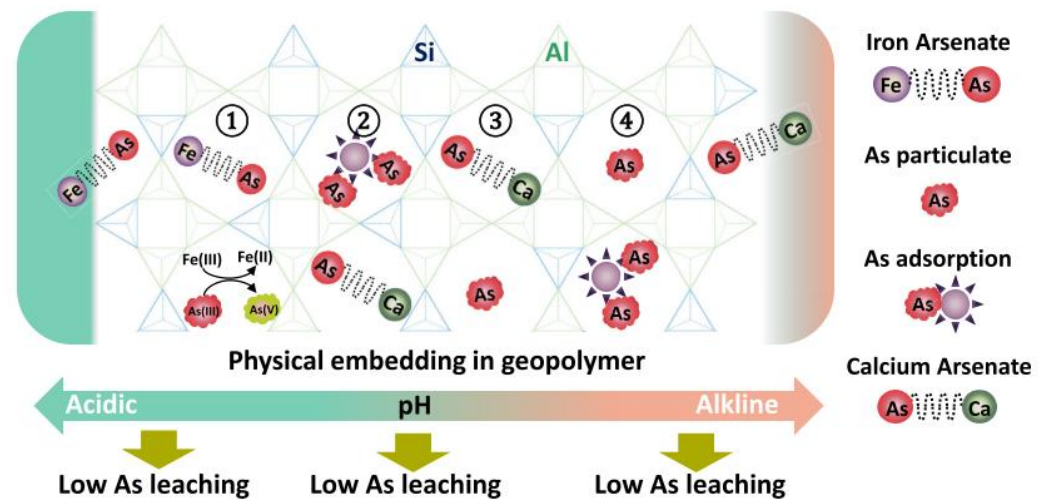 Si
Al
① ② ③ ④
Fe As
Fe As
As As
As Ca
As
As Ca
Fe(III) Fe(II)
As(III) As(V)
As Ca
As
As As
Physical embedding in geopolymer
Acidic pH Alkline
Low As leaching Low As leaching Low As leaching
Iron Arsenate
Fe As
As particulate
As
As adsorption
As
Calcium Arsenate
As Ca